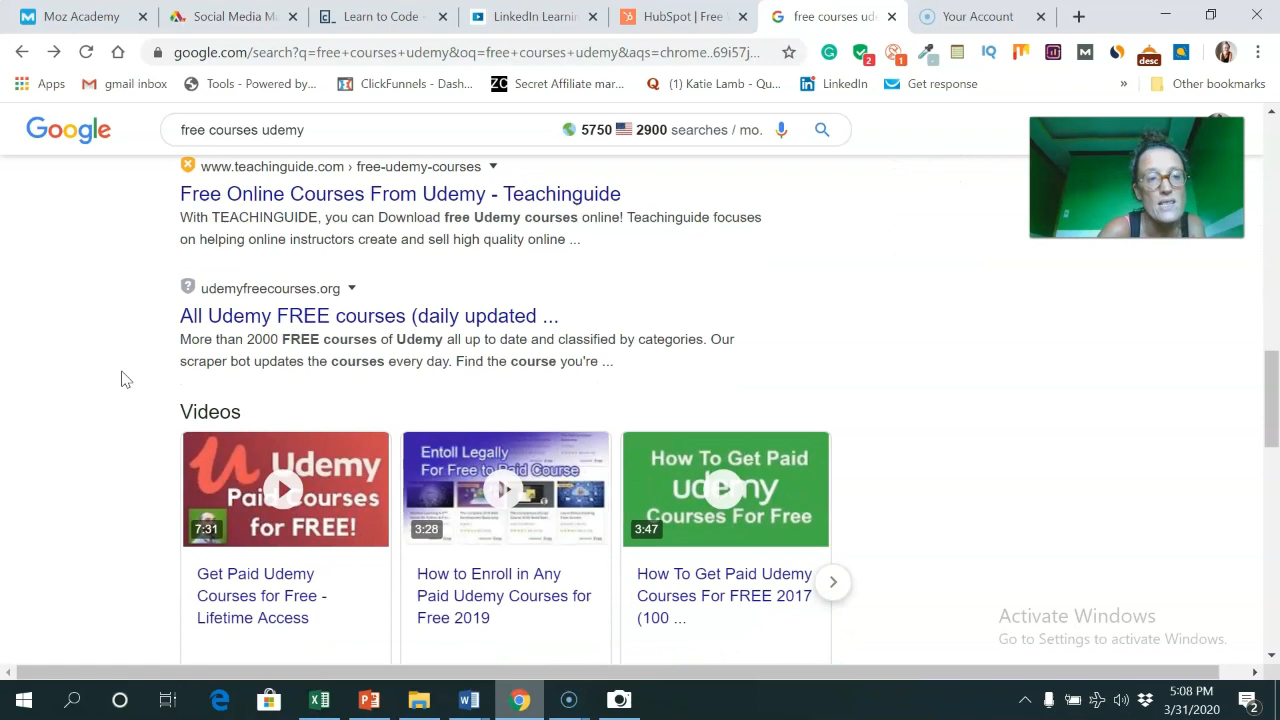 Moz Academy
Social Media M
Learn to Code
LinkedIn Learnin
HubSpot | Free
free courses ude
Your Account
google.com/search?q=free+courses+udemy&oq=free+courses+udemy&aqs=chrome..69i57j...
2
1
desc
Apps
gmail inbox
Tools - Powered by...
ClickFunnels - Dash...
ZC
Secret Affiliate mar...
(1) Katie Lamb - Qu...
LinkedIn
Get response
»
Other bookmarks
Google
free courses udemy
5750
2900 searches / mo.
www.teachinguide.com › free-udemy-courses
Free Online Courses From Udemy - Teachinguide
With TEACHINGUIDE, you can Download free Udemy courses online! Teachinguide focuses
on helping online instructors create and sell high quality online ...
udemyfreecourses.org
All Udemy FREE courses (daily updated ...
More than 2000 FREE courses of Udemy all up to date and classified by categories. Our
scraper bot updates the courses every day. Find the course you're ...
Videos
Udemy
Paid Courses
for FREE!
7:31
Entoll Legally
For Free to Paid Course
3:28
How To Get Paid
udemy
Courses For Free
3:47
Get Paid Udemy
Courses for Free -
Lifetime Access
How to Enroll in Any
Paid Udemy Courses for
Free 2019
How To Get Paid Udemy
Courses For FREE 2017
(100 ...
Activate Windows
Go to Settings to activate Windows.
5:08 PM
3/31/2020
2